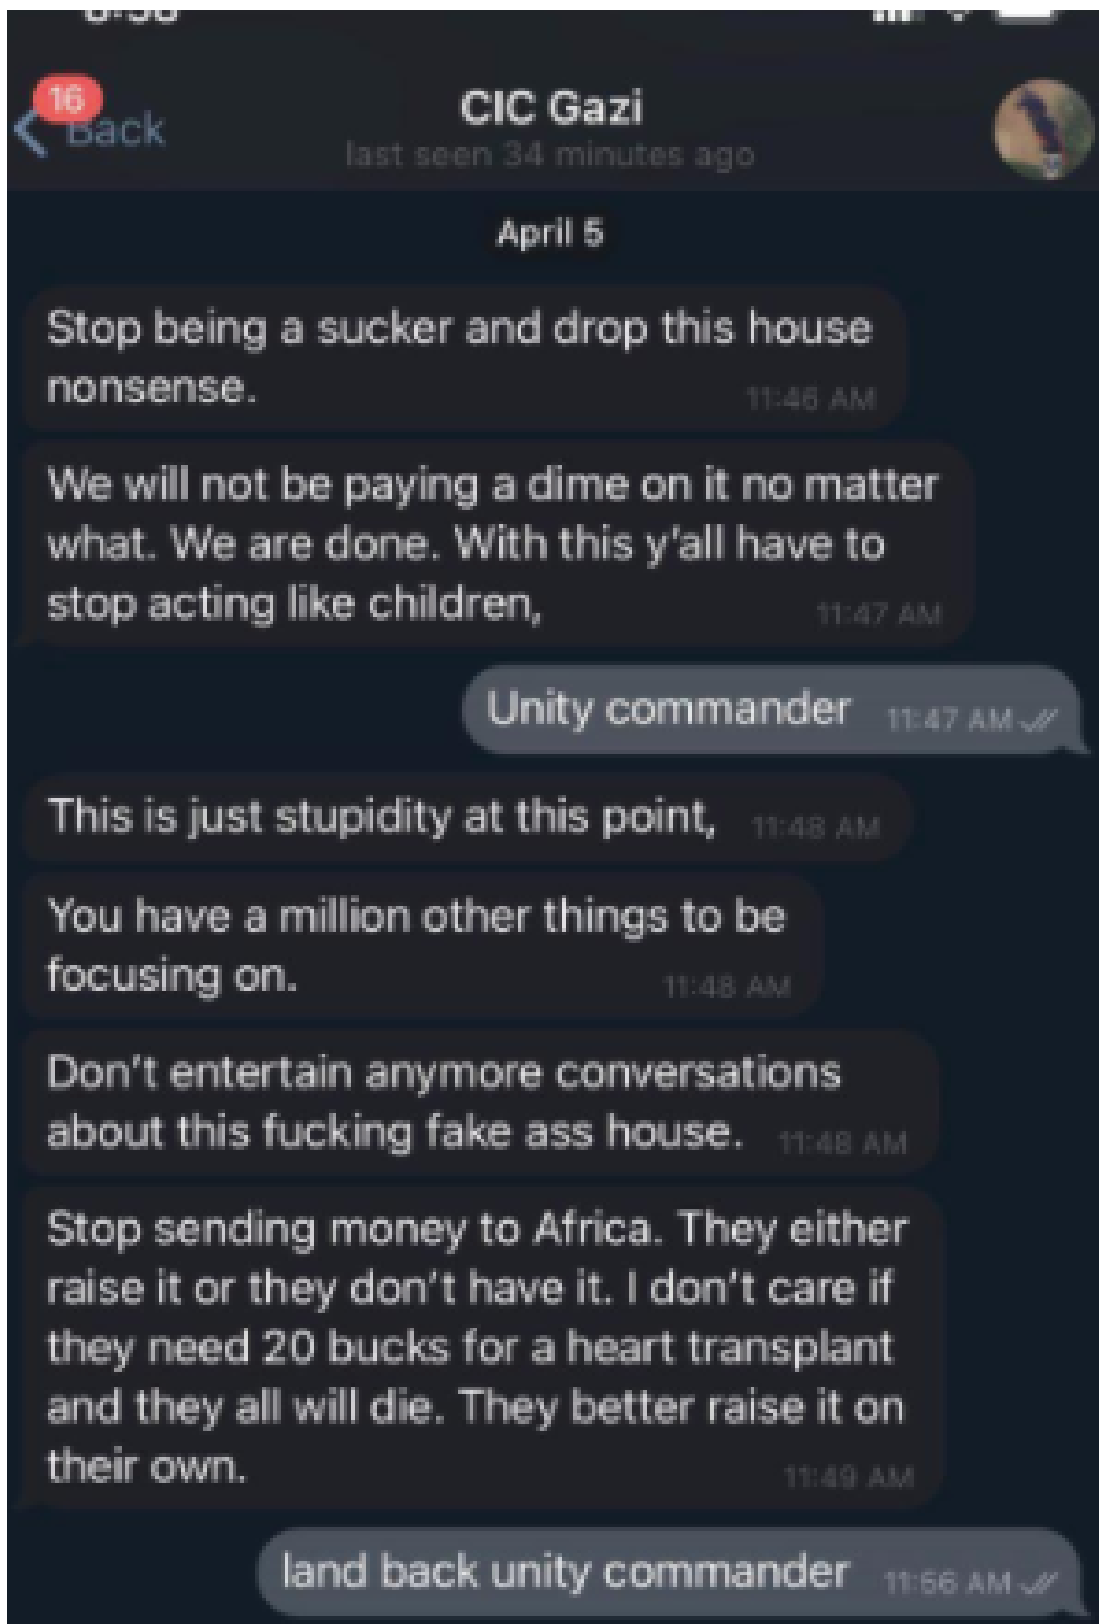 16
Back
CIC Gazi
last seen 34 minutes ago
April 5
Stop being a sucker and drop this house
nonsense.
11:46 AM
We will not be paying a dime on it no matter
what. We are done. With this y'all have to
stop acting like children,
11:47 AM
Unity commander
11:47 AM
This is just stupidity at this point,
11:48 AM
You have a million other things to be
focusing on.
11:48 AM
Don't entertain anymore conversations
about this fucking fake ass house.
11:48 AM
Stop sending money to Africa. They either
raise it or they don't have it. I don't care if
they need 20 bucks for a heart transplant
and they all will die. They better raise it on
their own.
11:49 AM
land back unity commander
11:56 AM